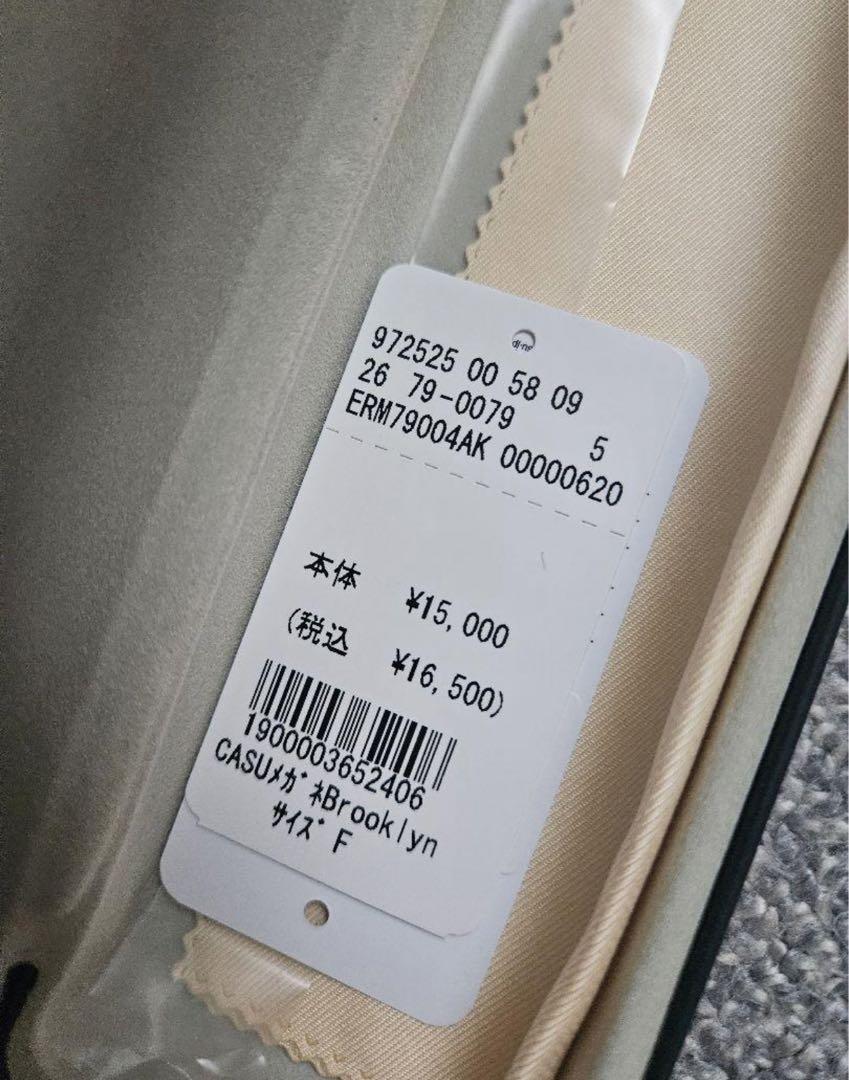 972525 00 58 09
26 79-0079 5
ERM79004AK 00000620
本体 ¥15,000
(税込 ¥16,500)
1900003652406
CASUﾒｶﾞﾈBrooklyn
ｻｲｽﾞ F